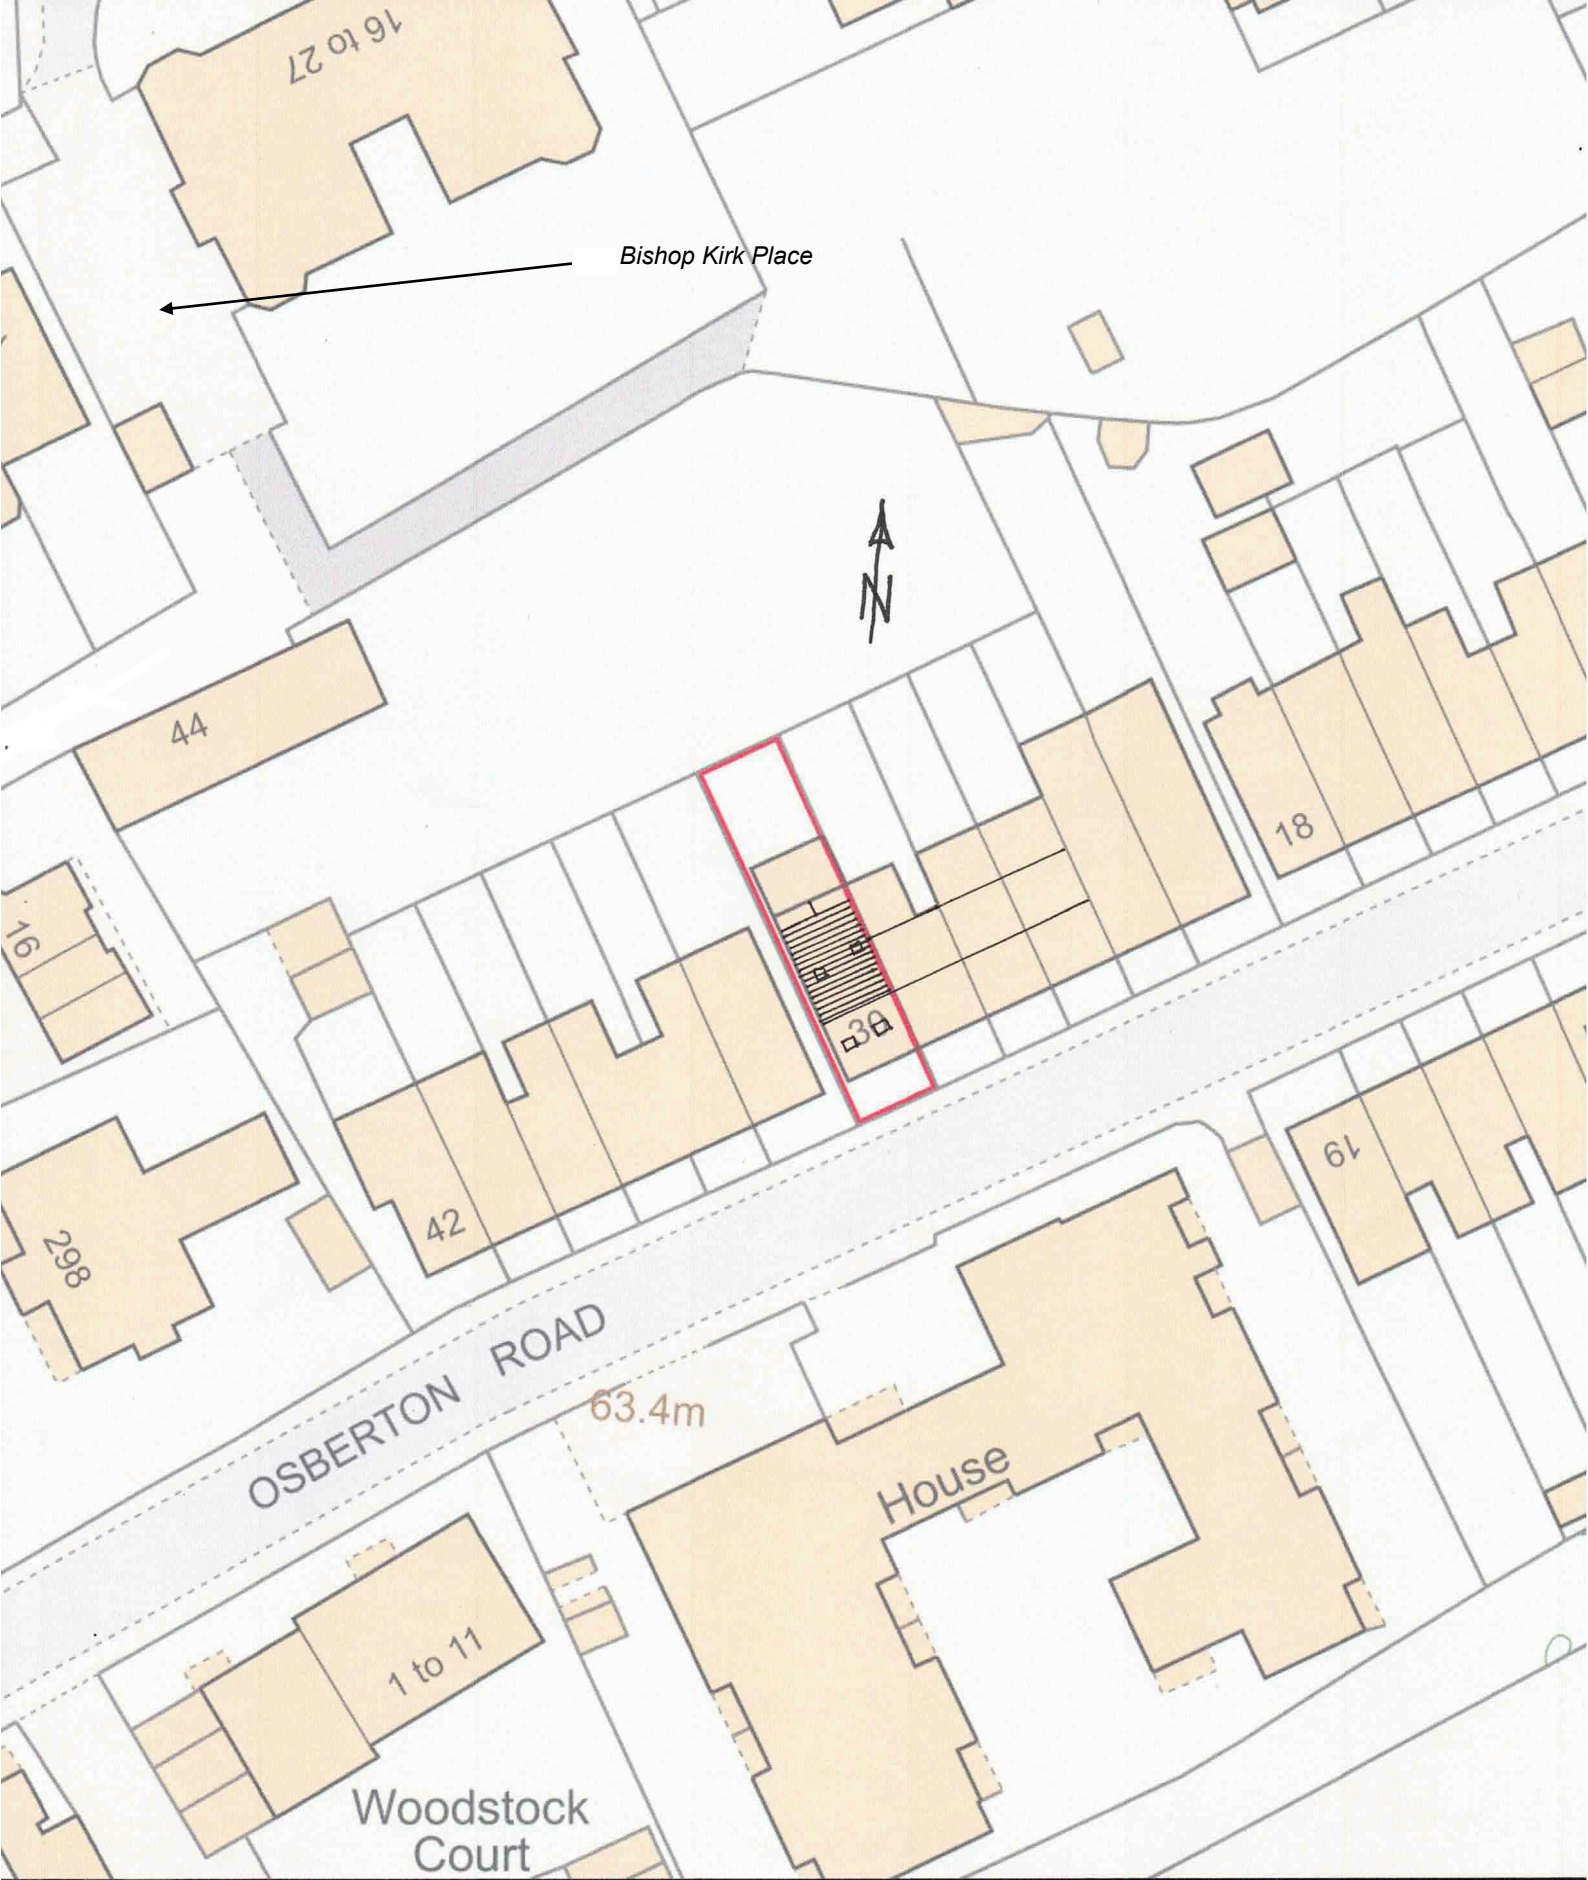 16 to 27
Bishop Kirk Place
N
44
18
16
30
19
42
298
OSBERTON ROAD
63.4m
House
1 to 11
Woodstock
Court